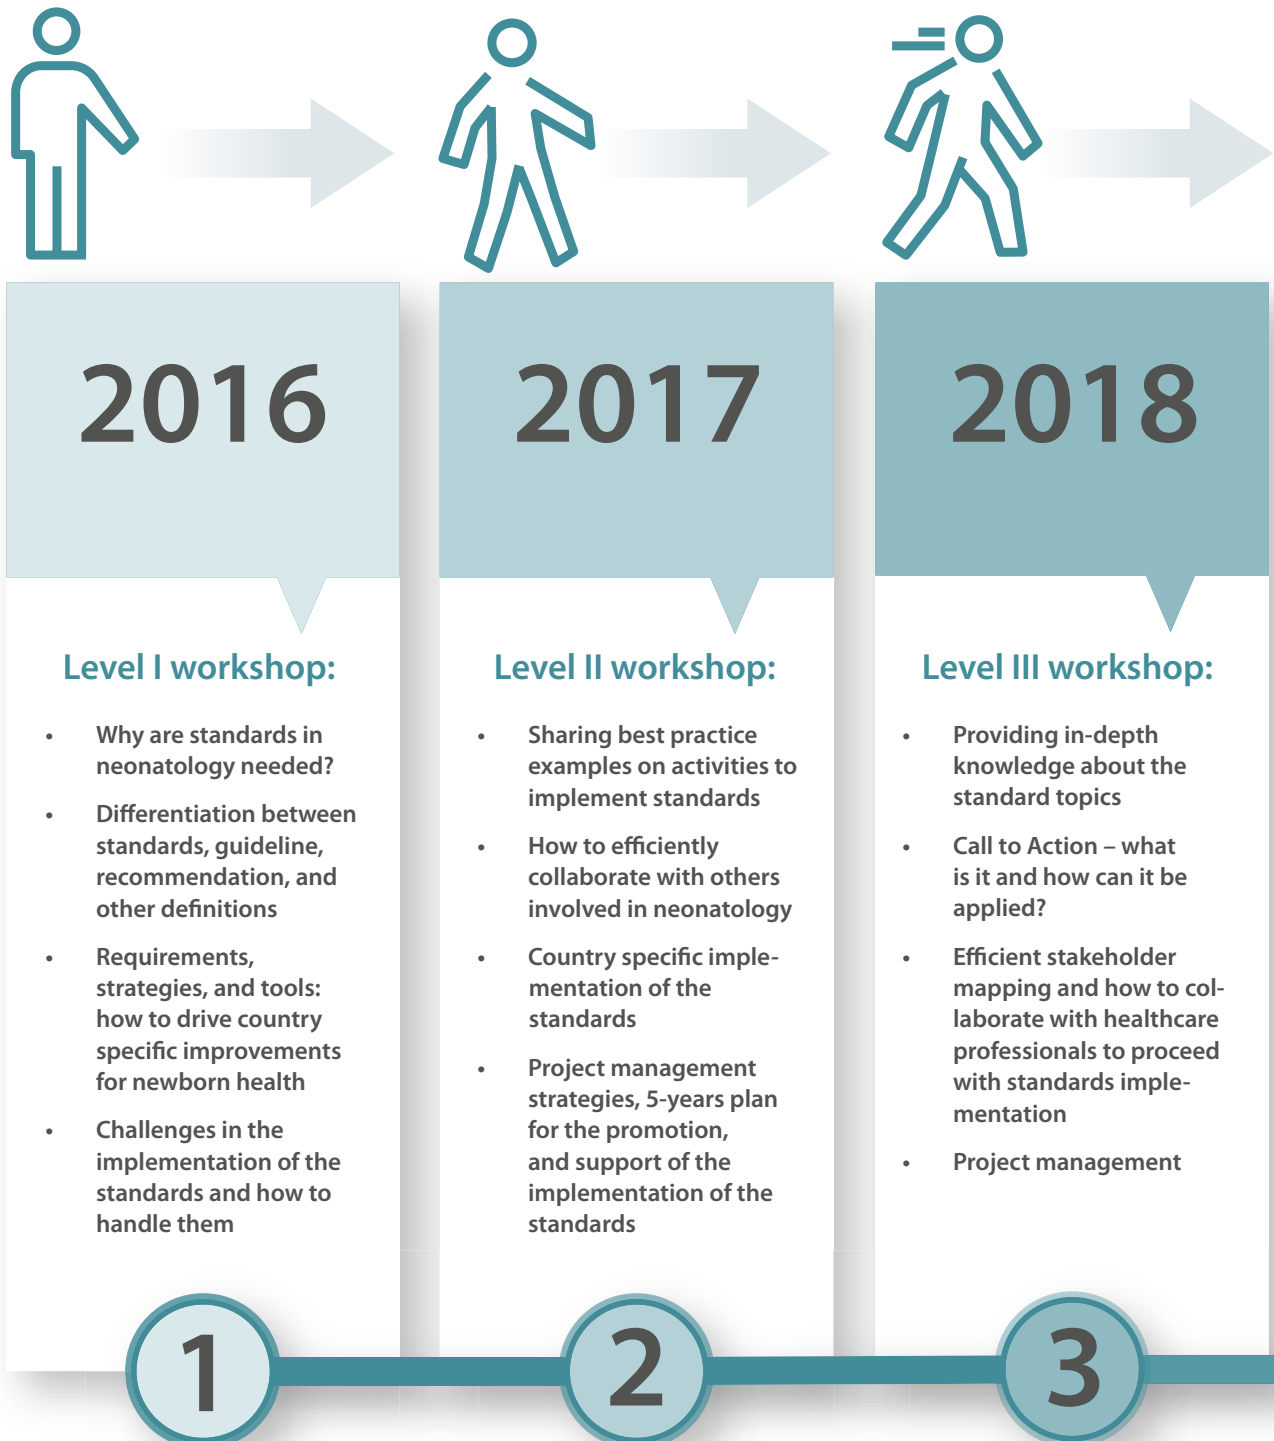 2016
Level I workshop:
• Why are standards in
neonatology needed?
• Differentiation between
standards, guideline,
recommendation, and
other definitions
• Requirements,
strategies, and tools:
how to drive country
specific improvements
for newborn health
• Challenges in the
implementation of the
standards and how to
handle them
1
2017
Level II workshop:
• Sharing best practice
examples on activities to
implement standards
• How to efficiently
collaborate with others
involved in neonatology
• Country specific imple-
mentation of the
standards
• Project management
strategies, 5-years plan
for the promotion,
and support of the
implementation of the
standards
2
2018
Level III workshop:
• Providing in-depth
knowledge about the
standard topics
• Call to Action – what
is it and how can it be
applied?
• Efficient stakeholder
mapping and how to col-
laborate with healthcare
professionals to proceed
with standards imple-
mentation
• Project management
3